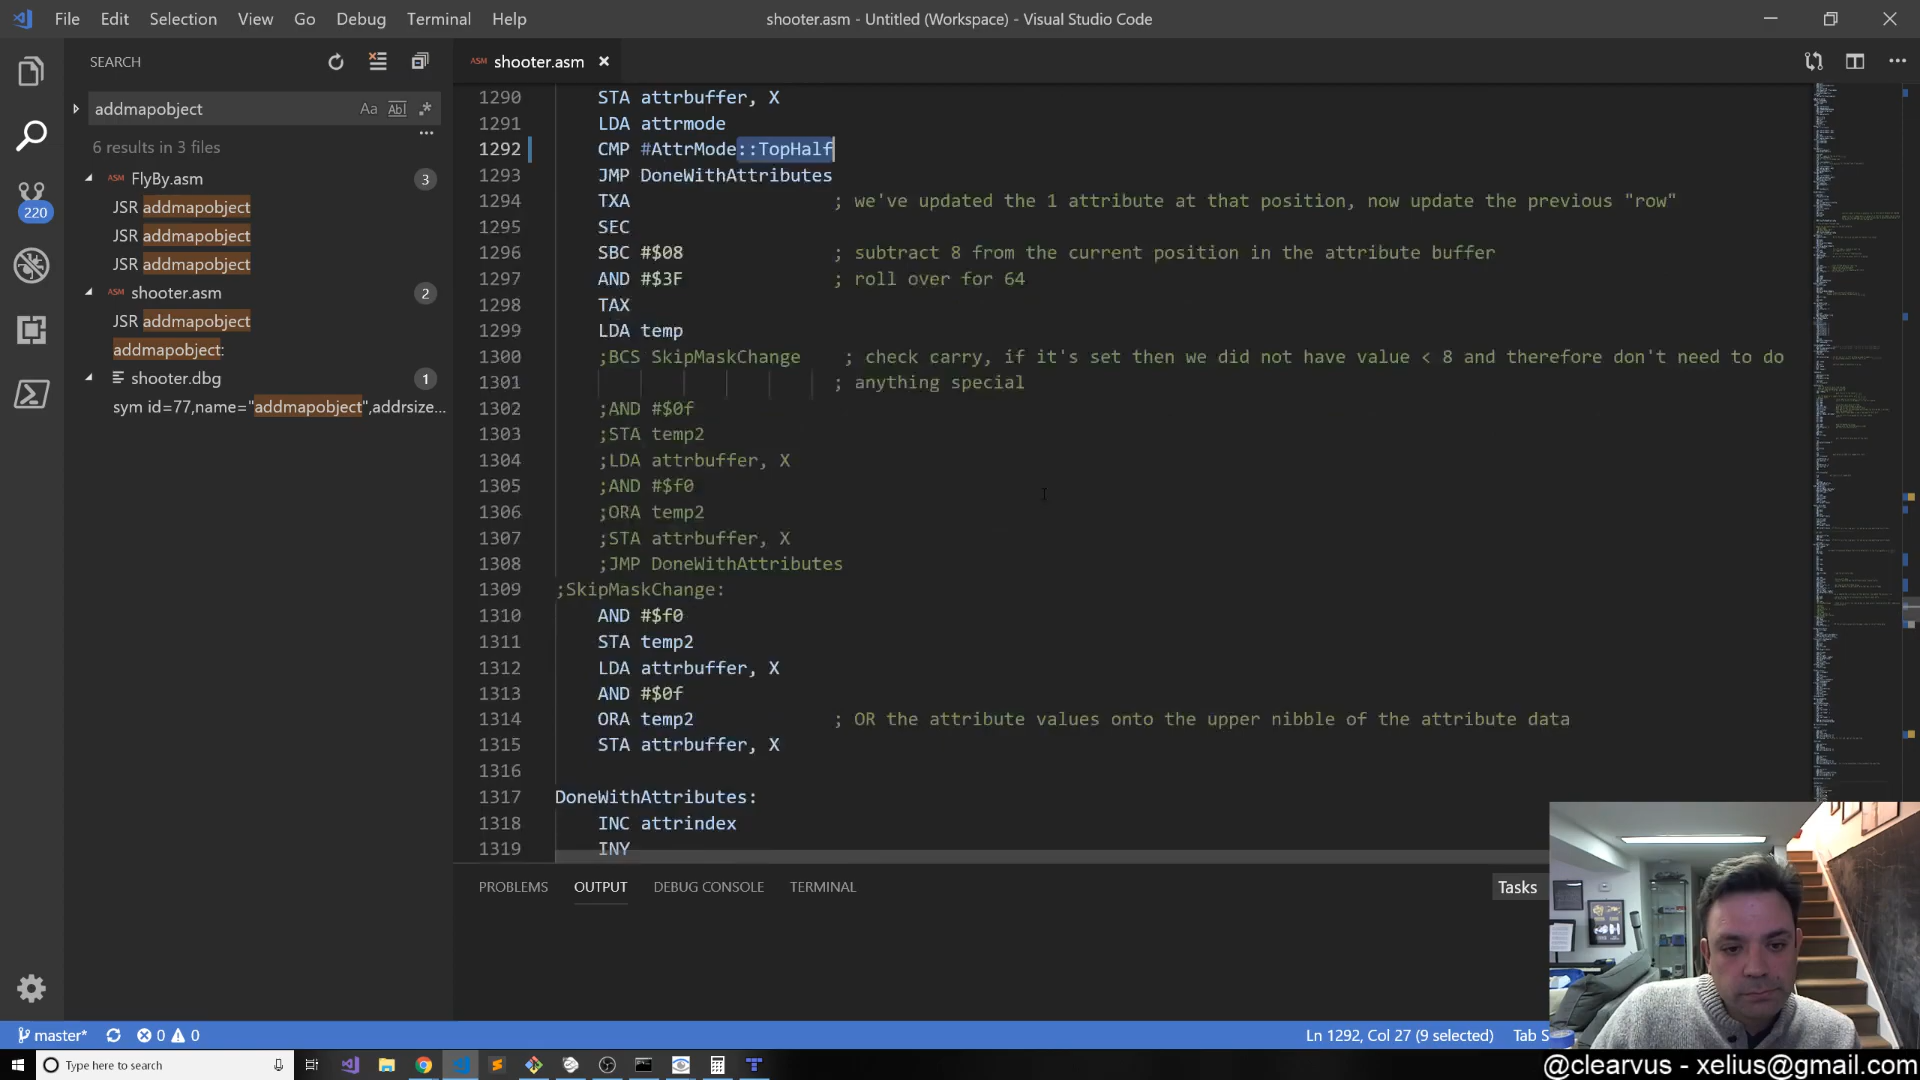 File Edit Selection View Go Debug Terminal Help
shooter.asm - Untitled (Workspace) - Visual Studio Code
SEARCH
addmapobject
Aa Abl .*
6 results in 3 files
ASM FlyBy.asm 3
JSR addmapobject
JSR addmapobject
JSR addmapobject
ASM shooter.asm 2
JSR addmapobject
addmapobject:
shooter.dbg 1
sym id=77,name="addmapobject",addrsize...
220
ASM shooter.asm
1290 STA attrbuffer, X
1291 LDA attrmode
1292 CMP #AttrMode::TopHalf
1293 JMP DoneWithAttributes
1294 TXA ; we've updated the 1 attribute at that position, now update the previous "row"
1295 SEC
1296 SBC #$08 ; subtract 8 from the current position in the attribute buffer
1297 AND #$3F ; roll over for 64
1298 TAX
1299 LDA temp
1300 ;BCS SkipMaskChange ; check carry, if it's set then we did not have value < 8 and therefore don't need to do
1301 ; anything special
1302 ;AND #$0f
1303 ;STA temp2
1304 ;LDA attrbuffer, X
1305 ;AND #$f0
1306 ;ORA temp2
1307 ;STA attrbuffer, X
1308 ;JMP DoneWithAttributes
1309 ;SkipMaskChange:
1310 AND #$f0
1311 STA temp2
1312 LDA attrbuffer, X
1313 AND #$0f
1314 ORA temp2 ; OR the attribute values onto the upper nibble of the attribute data
1315 STA attrbuffer, X
1316
1317 DoneWithAttributes:
1318 INC attrindex
1319 INY
PROBLEMS OUTPUT DEBUG CONSOLE TERMINAL Tasks
master* 0 0 Ln 1292, Col 27 (9 selected) Tab S
Type here to search
@clearvus - xelius@gmail.com